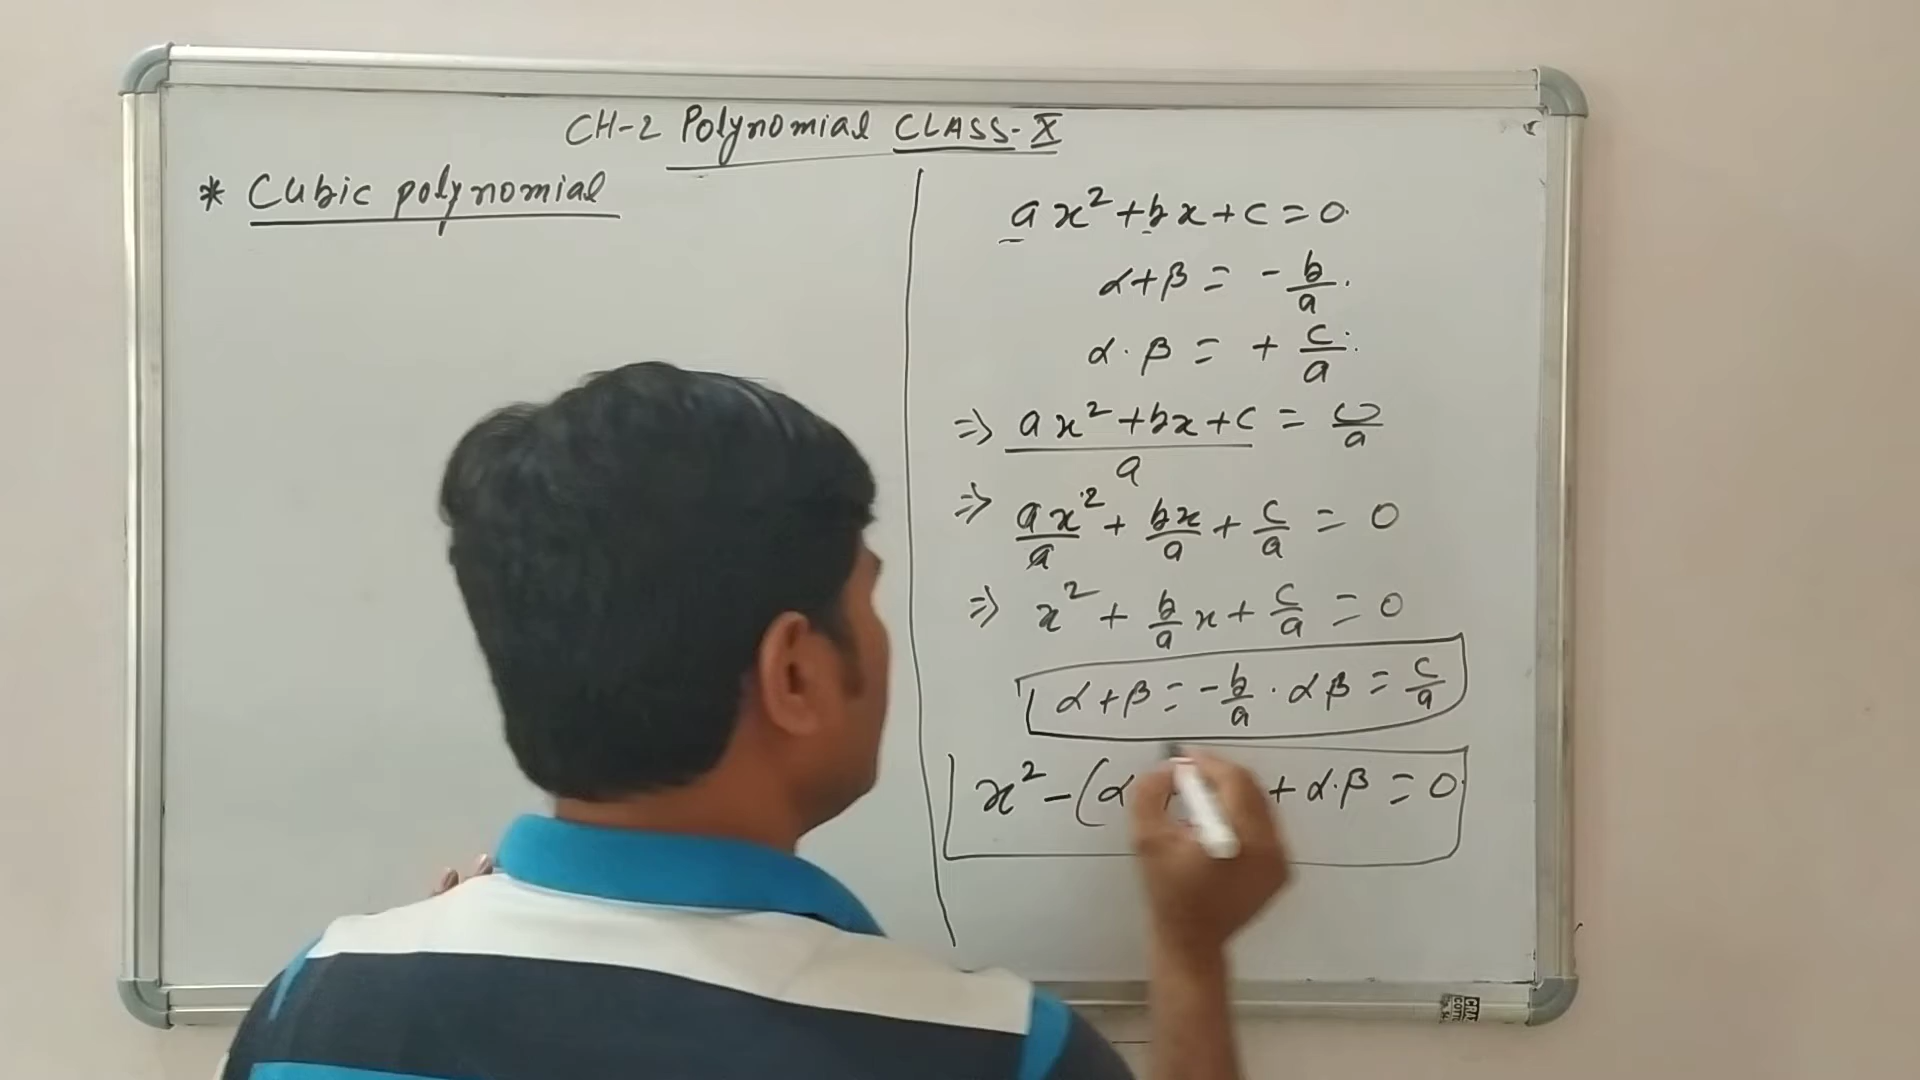 CH-2 Polynomial CLASS-X
* Cubic polynomial
ax² + bx + c = 0.
α+β = - b/a.
α.β = + c/a.
=> (ax² + bx + c)/a = 0/a
=> ax²/a + bx/a + c/a = 0
=> x² + b/a x + c/a = 0
α+β = - b/a . αβ = c/a
x² - (α + α.β = 0